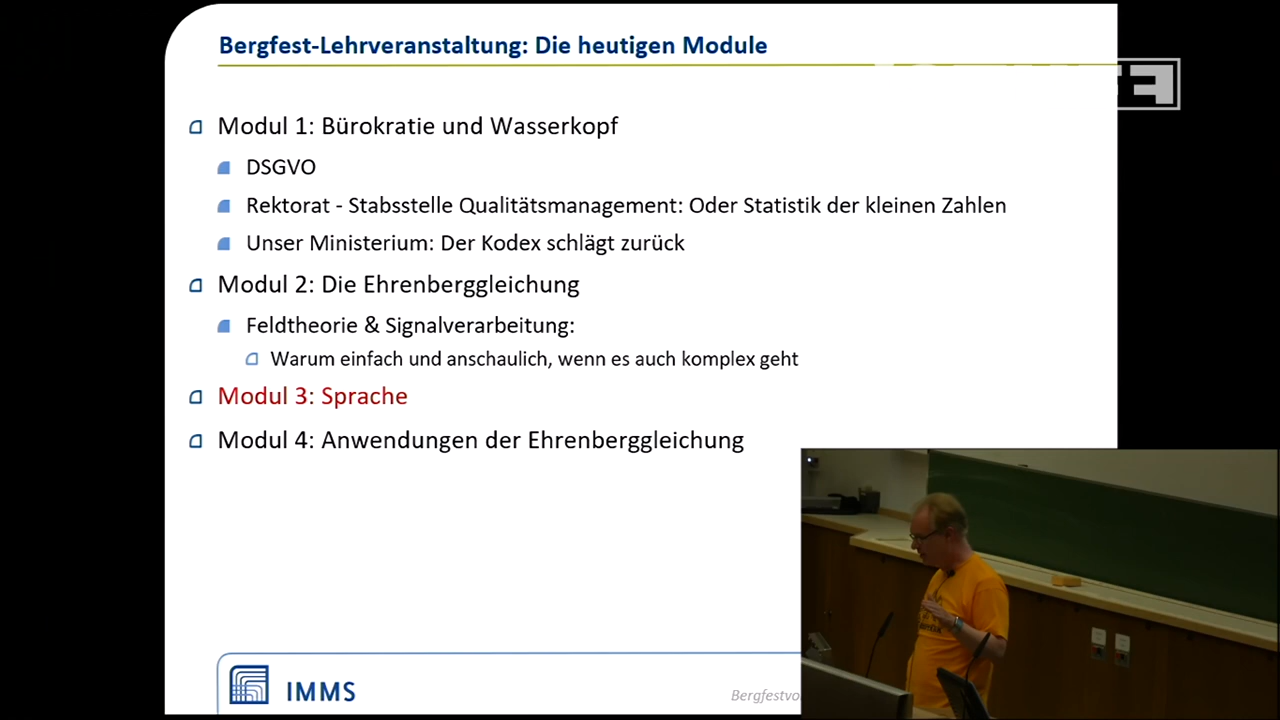 Bergfest-Lehrveranstaltung: Die heutigen Module
Modul 1: Bürokratie und Wasserkopf
DSGVO
Rektorat - Stabsstelle Qualitätsmanagement: Oder Statistik der kleinen Zahlen
Unser Ministerium: Der Kodex schlägt zurück
Modul 2: Die Ehrenberggleichung
Feldtheorie & Signalverarbeitung:
Warum einfach und anschaulich, wenn es auch komplex geht
Modul 3: Sprache
Modul 4: Anwendungen der Ehrenberggleichung
IMMS